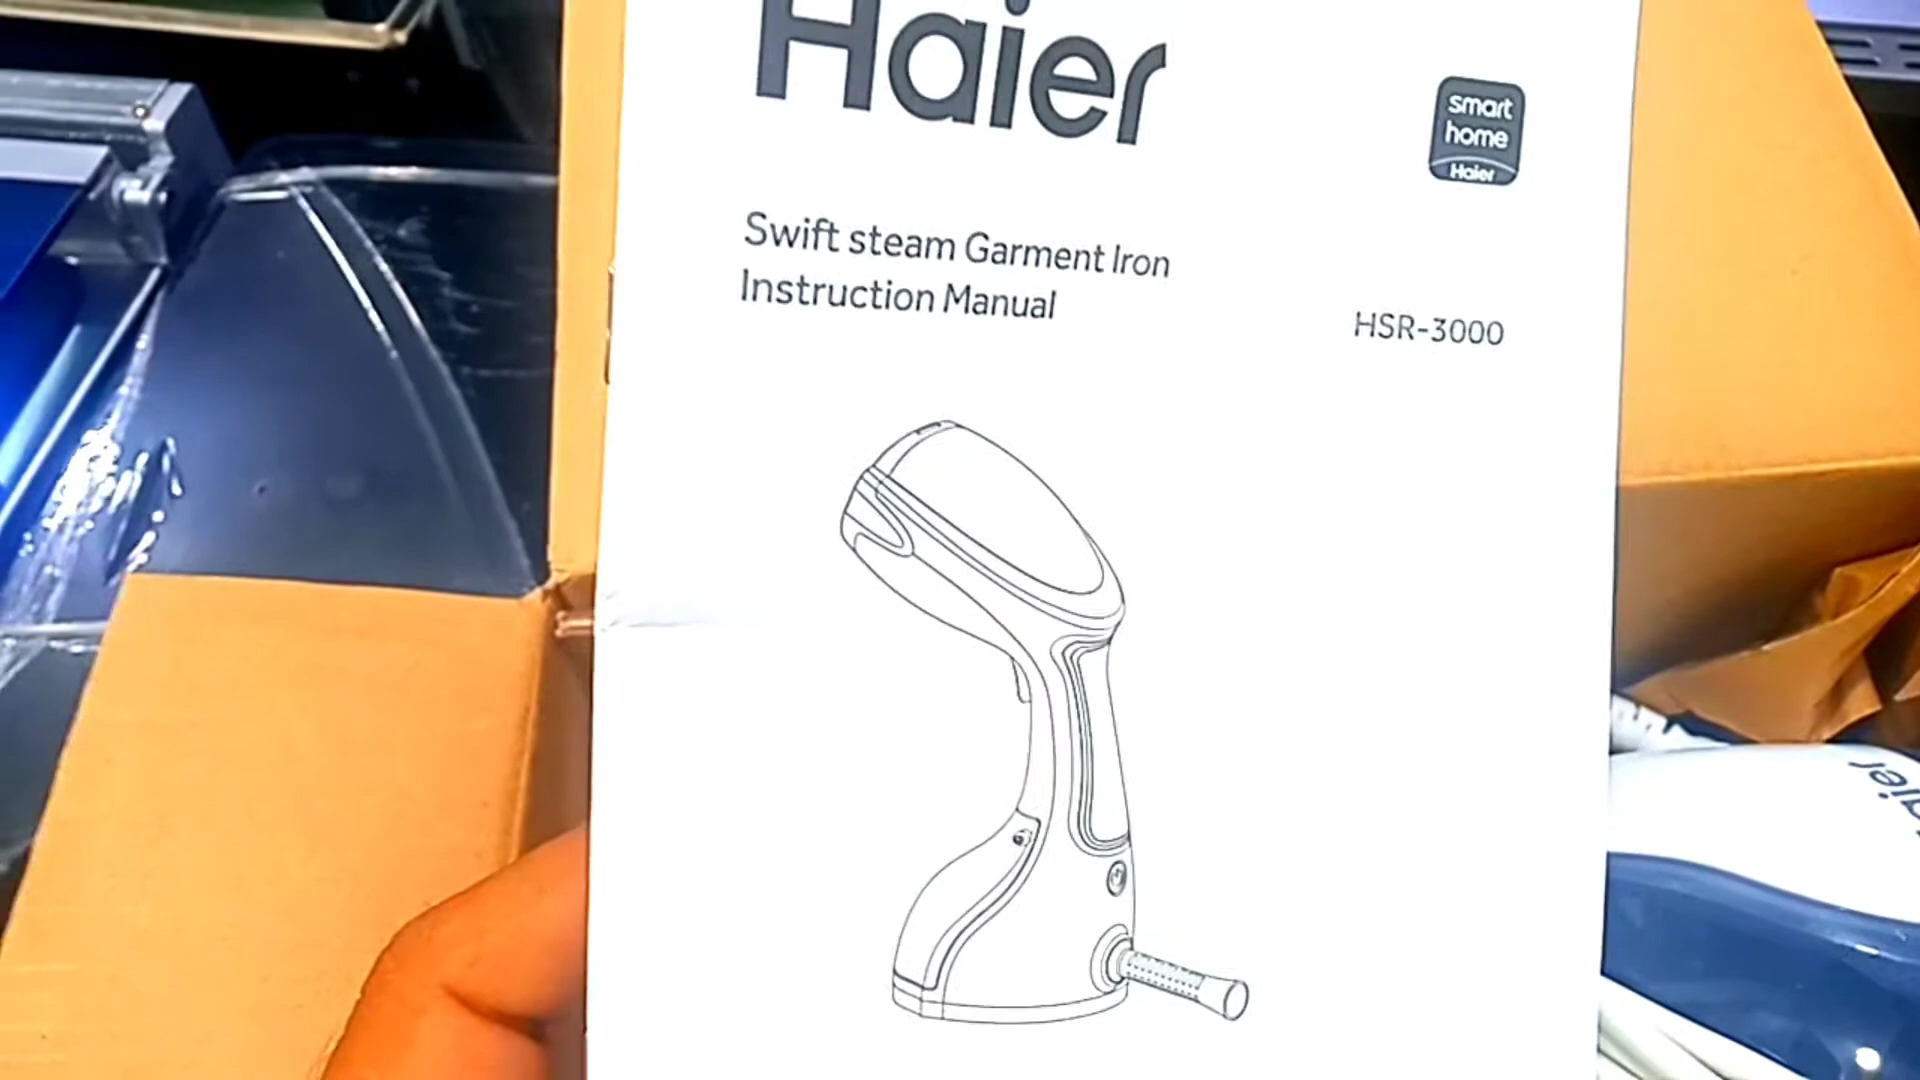 Haier
smart
home
Haier
Swift steam Garment Iron
Instruction Manual
HSR-3000